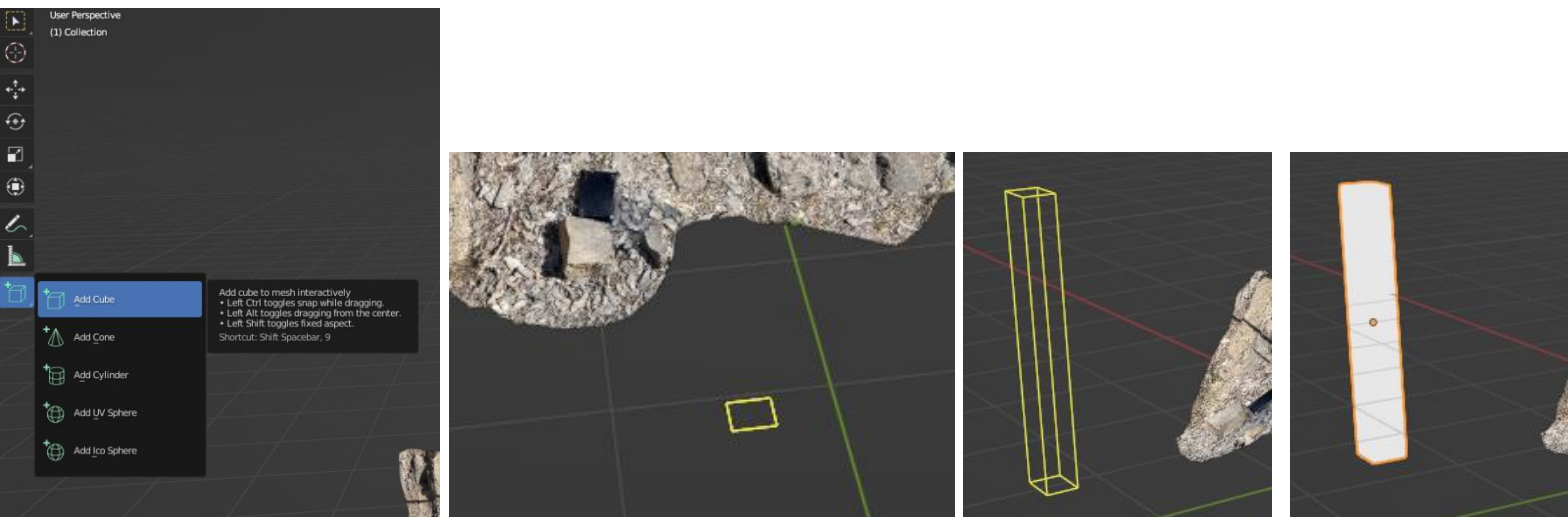 User Perspective
(1) Collection
Add Cube
Add cube to mesh interactively
• Left Ctrl toggles snap while dragging.
• Left Alt toggles dragging from the center.
• Left Shift toggles fixed aspect.
Shortcut: Shift Spacebar, 9
Add Cone
Add Cylinder
Add UV Sphere
Add Ico Sphere